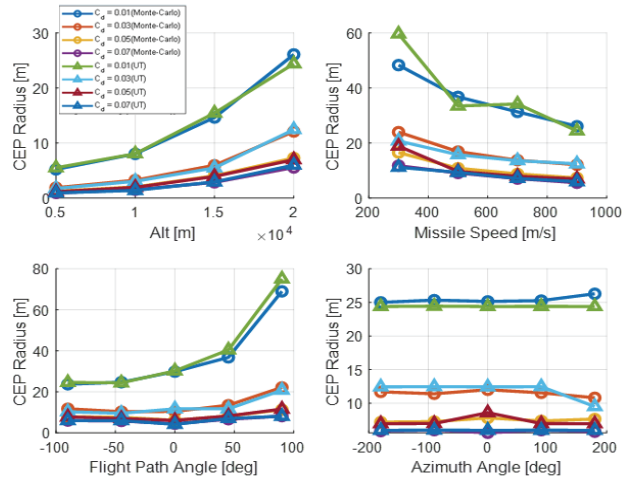 C_d = 0.01(Monte-Carlo)
C_d = 0.03(Monte-Carlo)
C_d = 0.05(Monte-Carlo)
C_d = 0.07(Monte-Carlo)
C_d = 0.01(UT)
C_d = 0.03(UT)
C_d = 0.05(UT)
C_d = 0.07(UT)
30
20
10
0
CEP Radius [m]
0.5
1
1.5
2
Alt [m]
× 10^4
60
40
20
0
CEP Radius [m]
200
400
600
800
1000
Missile Speed [m/s]
80
60
40
20
0
CEP Radius [m]
-100
-50
0
50
100
Flight Path Angle [deg]
30
25
20
15
10
CEP Radius [m]
-200
-100
0
100
200
Azimuth Angle [deg]